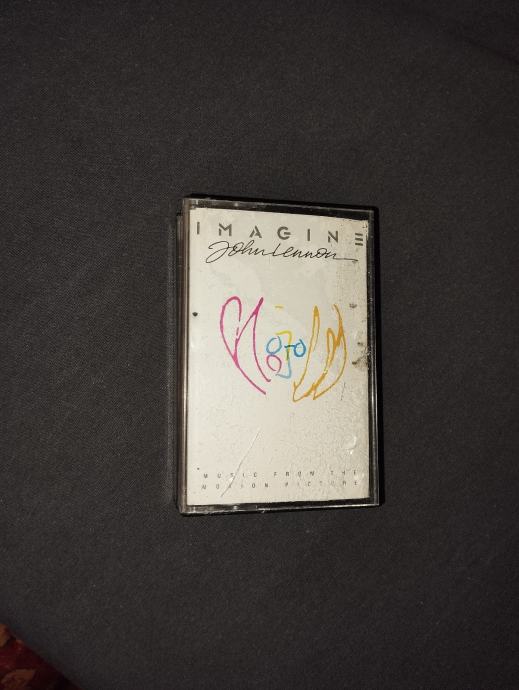 IMAGINE
John Lennon
MUSIC FROM THE
MOTION PICTURE